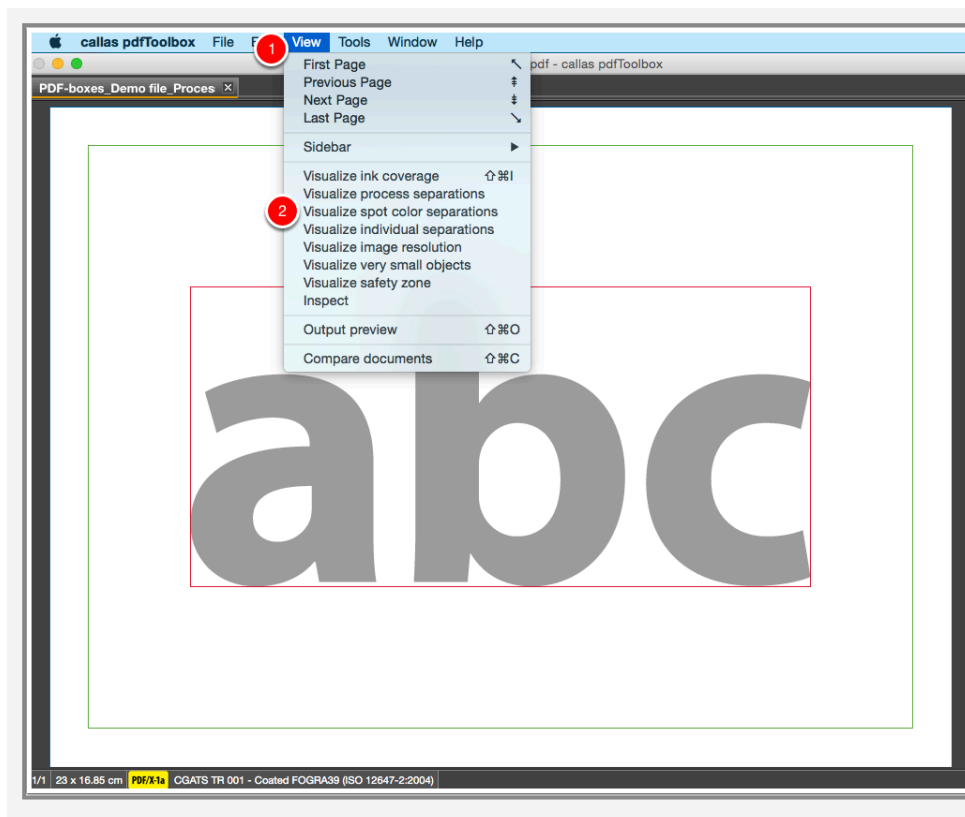 callas pdfToolbox File View Tools Window Help
1
pdf - callas pdfToolbox
PDF-boxes_Demo file_Proces
First Page
Previous Page
Next Page
Last Page
Sidebar
Visualize ink coverage ⇧⌘I
Visualize process separations
2
Visualize spot color separations
Visualize individual separations
Visualize image resolution
Visualize very small objects
Visualize safety zone
Inspect
Output preview ⇧⌘O
Compare documents ⇧⌘C
abc
1/1 23 x 16.85 cm PDF/X-1a CGATS TR 001 - Coated FOGRA39 (ISO 12647-2:2004)